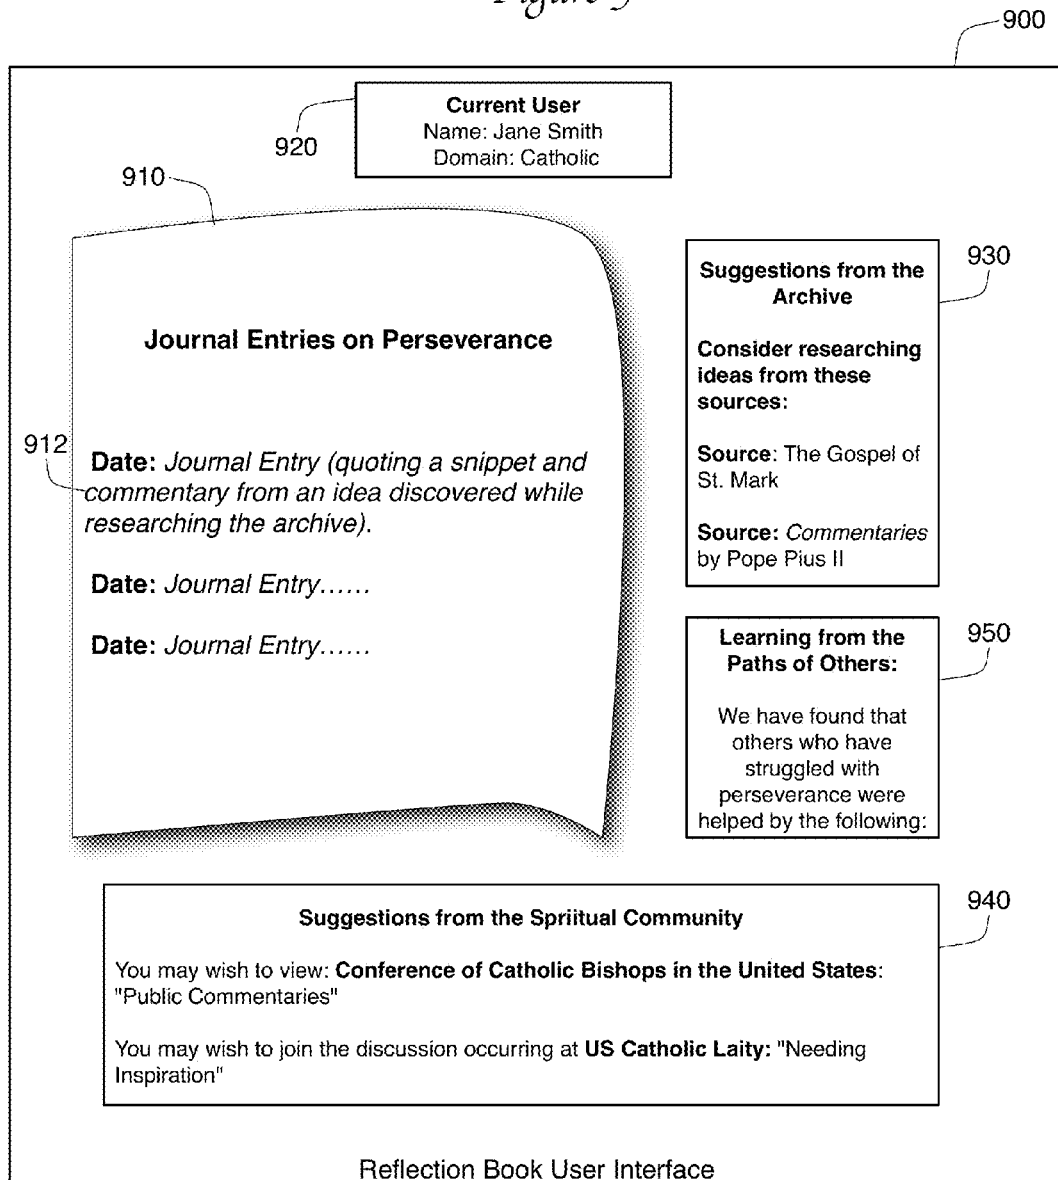 900
Current User
Name: Jane Smith
Domain: Catholic
920
910
Journal Entries on Perseverance
912
Date: Journal Entry (quoting a snippet and
commentary from an idea discovered while
researching the archive).
Date: Journal Entry......
Date: Journal Entry......
930
Suggestions from the
Archive
Consider researching
ideas from these
sources:
Source: The Gospel of
St. Mark
Source: Commentaries
by Pope Pius II
950
Learning from the
Paths of Others:
We have found that
others who have
struggled with
perseverance were
helped by the following:
940
Suggestions from the Spriitual Community
You may wish to view: Conference of Catholic Bishops in the United States:
"Public Commentaries"
You may wish to join the discussion occurring at US Catholic Laity: "Needing
Inspiration"
Reflection Book User Interface